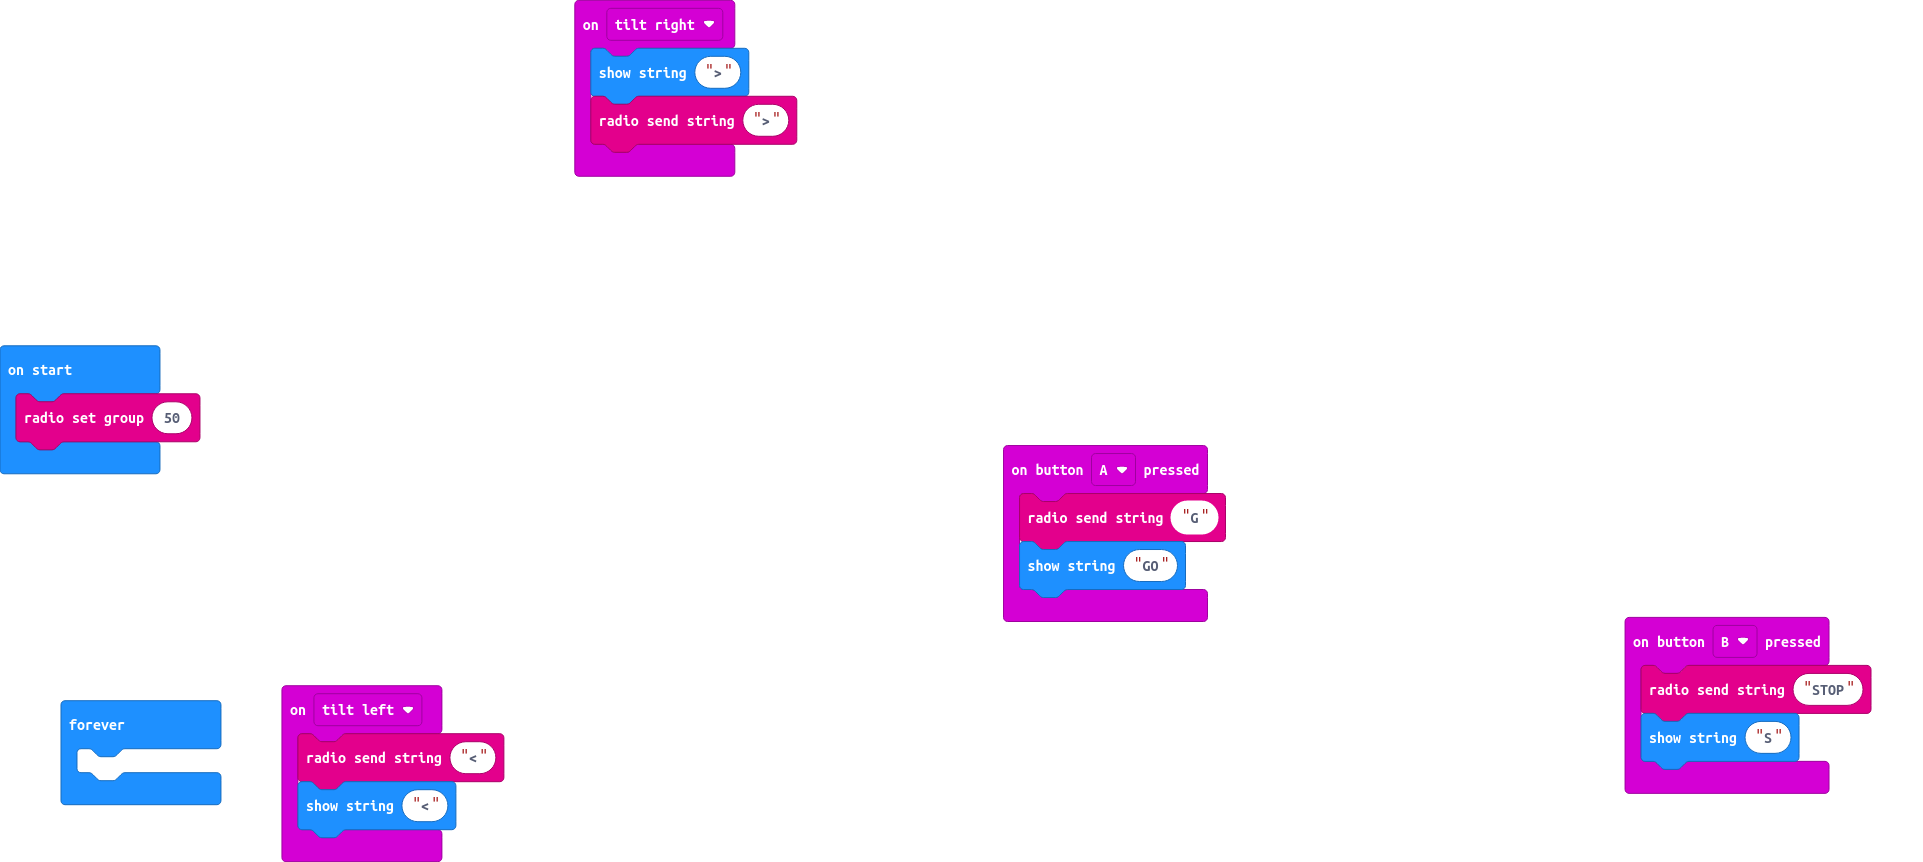 on tilt right
show string ">"
radio send string ">"
on start
radio set group 50
on button A pressed
radio send string "G"
show string "GO"
on button B pressed
radio send string "STOP"
show string "S"
forever
on tilt left
radio send string "<"
show string "<"